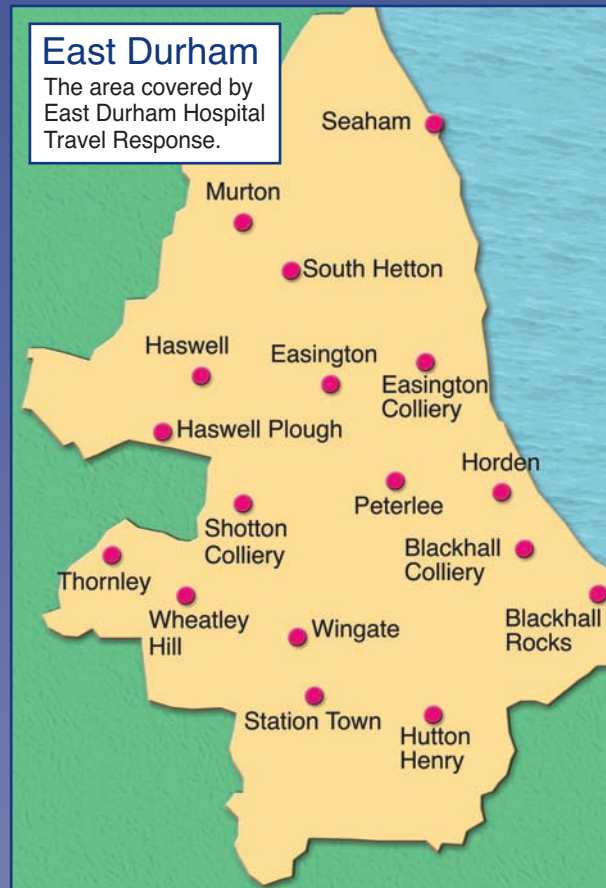 East Durham
The area covered by
East Durham Hospital
Travel Response.
Seaham
Murton
South Hetton
Haswell
Easington
Easington
Colliery
Haswell Plough
Horden
Peterlee
Shotton
Colliery
Blackhall
Colliery
Thornley
Wheatley
Hill
Wingate
Blackhall
Rocks
Station Town
Hutton
Henry